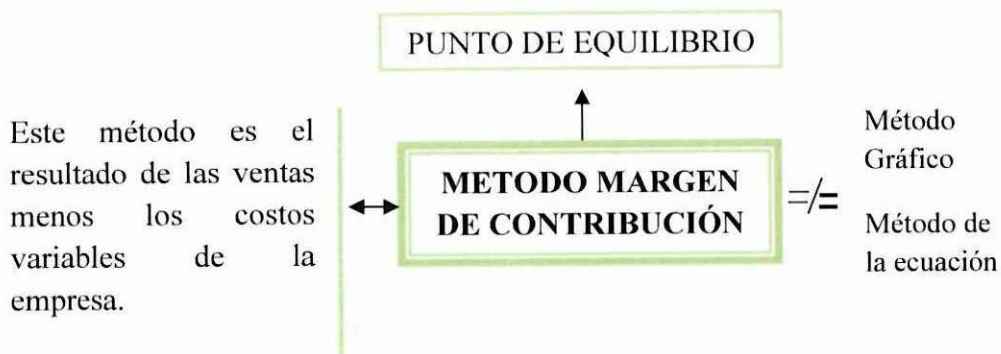 PUNTO DE EQUILIBRIO
Este método es el
resultado de las ventas
menos los costos
variables de la
empresa.
METODO MARGEN
DE CONTRIBUCIÓN
=/=
Método
Gráfico
Método de
la ecuación